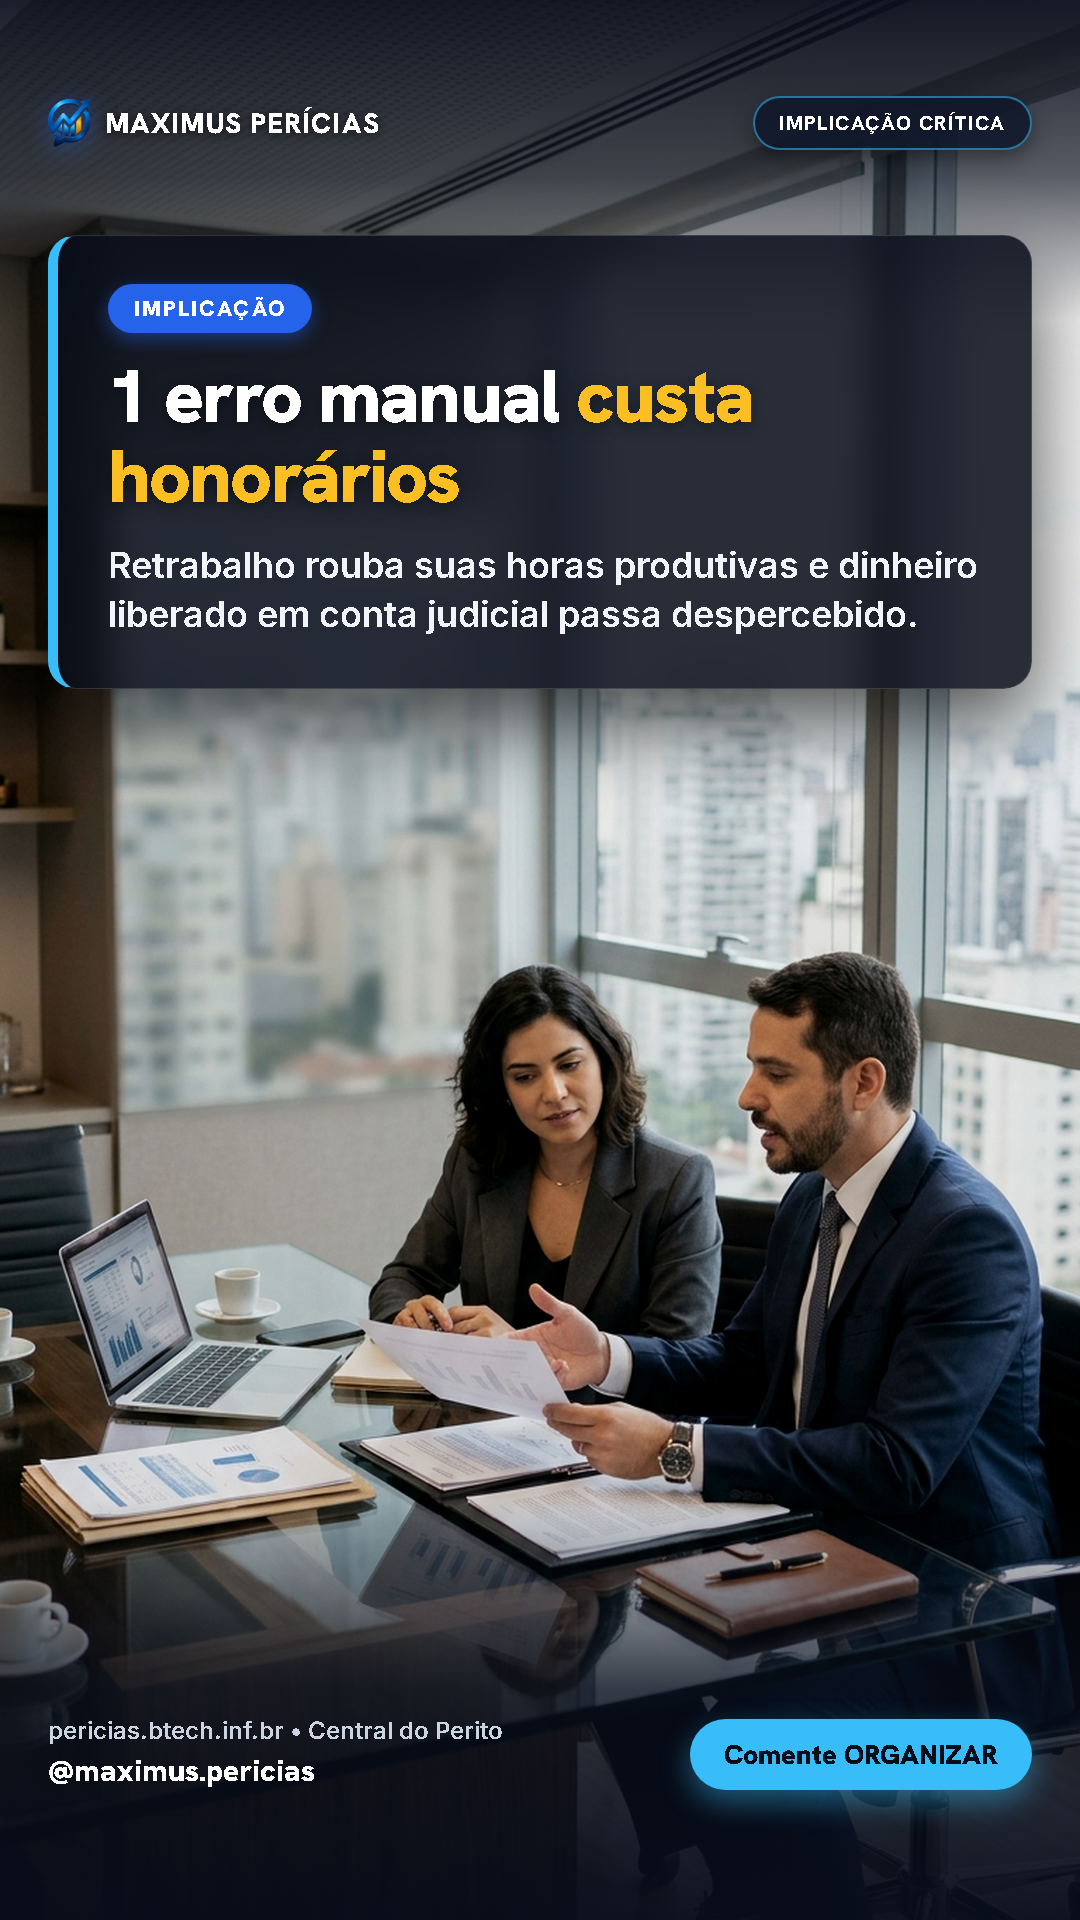 MAXIMUS PERÍCIAS
IMPLICAÇÃO CRÍTICA
IMPLICAÇÃO
1 erro manual custa
honorários
Retrabalho rouba suas horas produtivas e dinheiro
liberado em conta judicial passa despercebido.
pericias.btech.inf.br • Central do Perito
@maximus.pericias
Comente ORGANIZAR